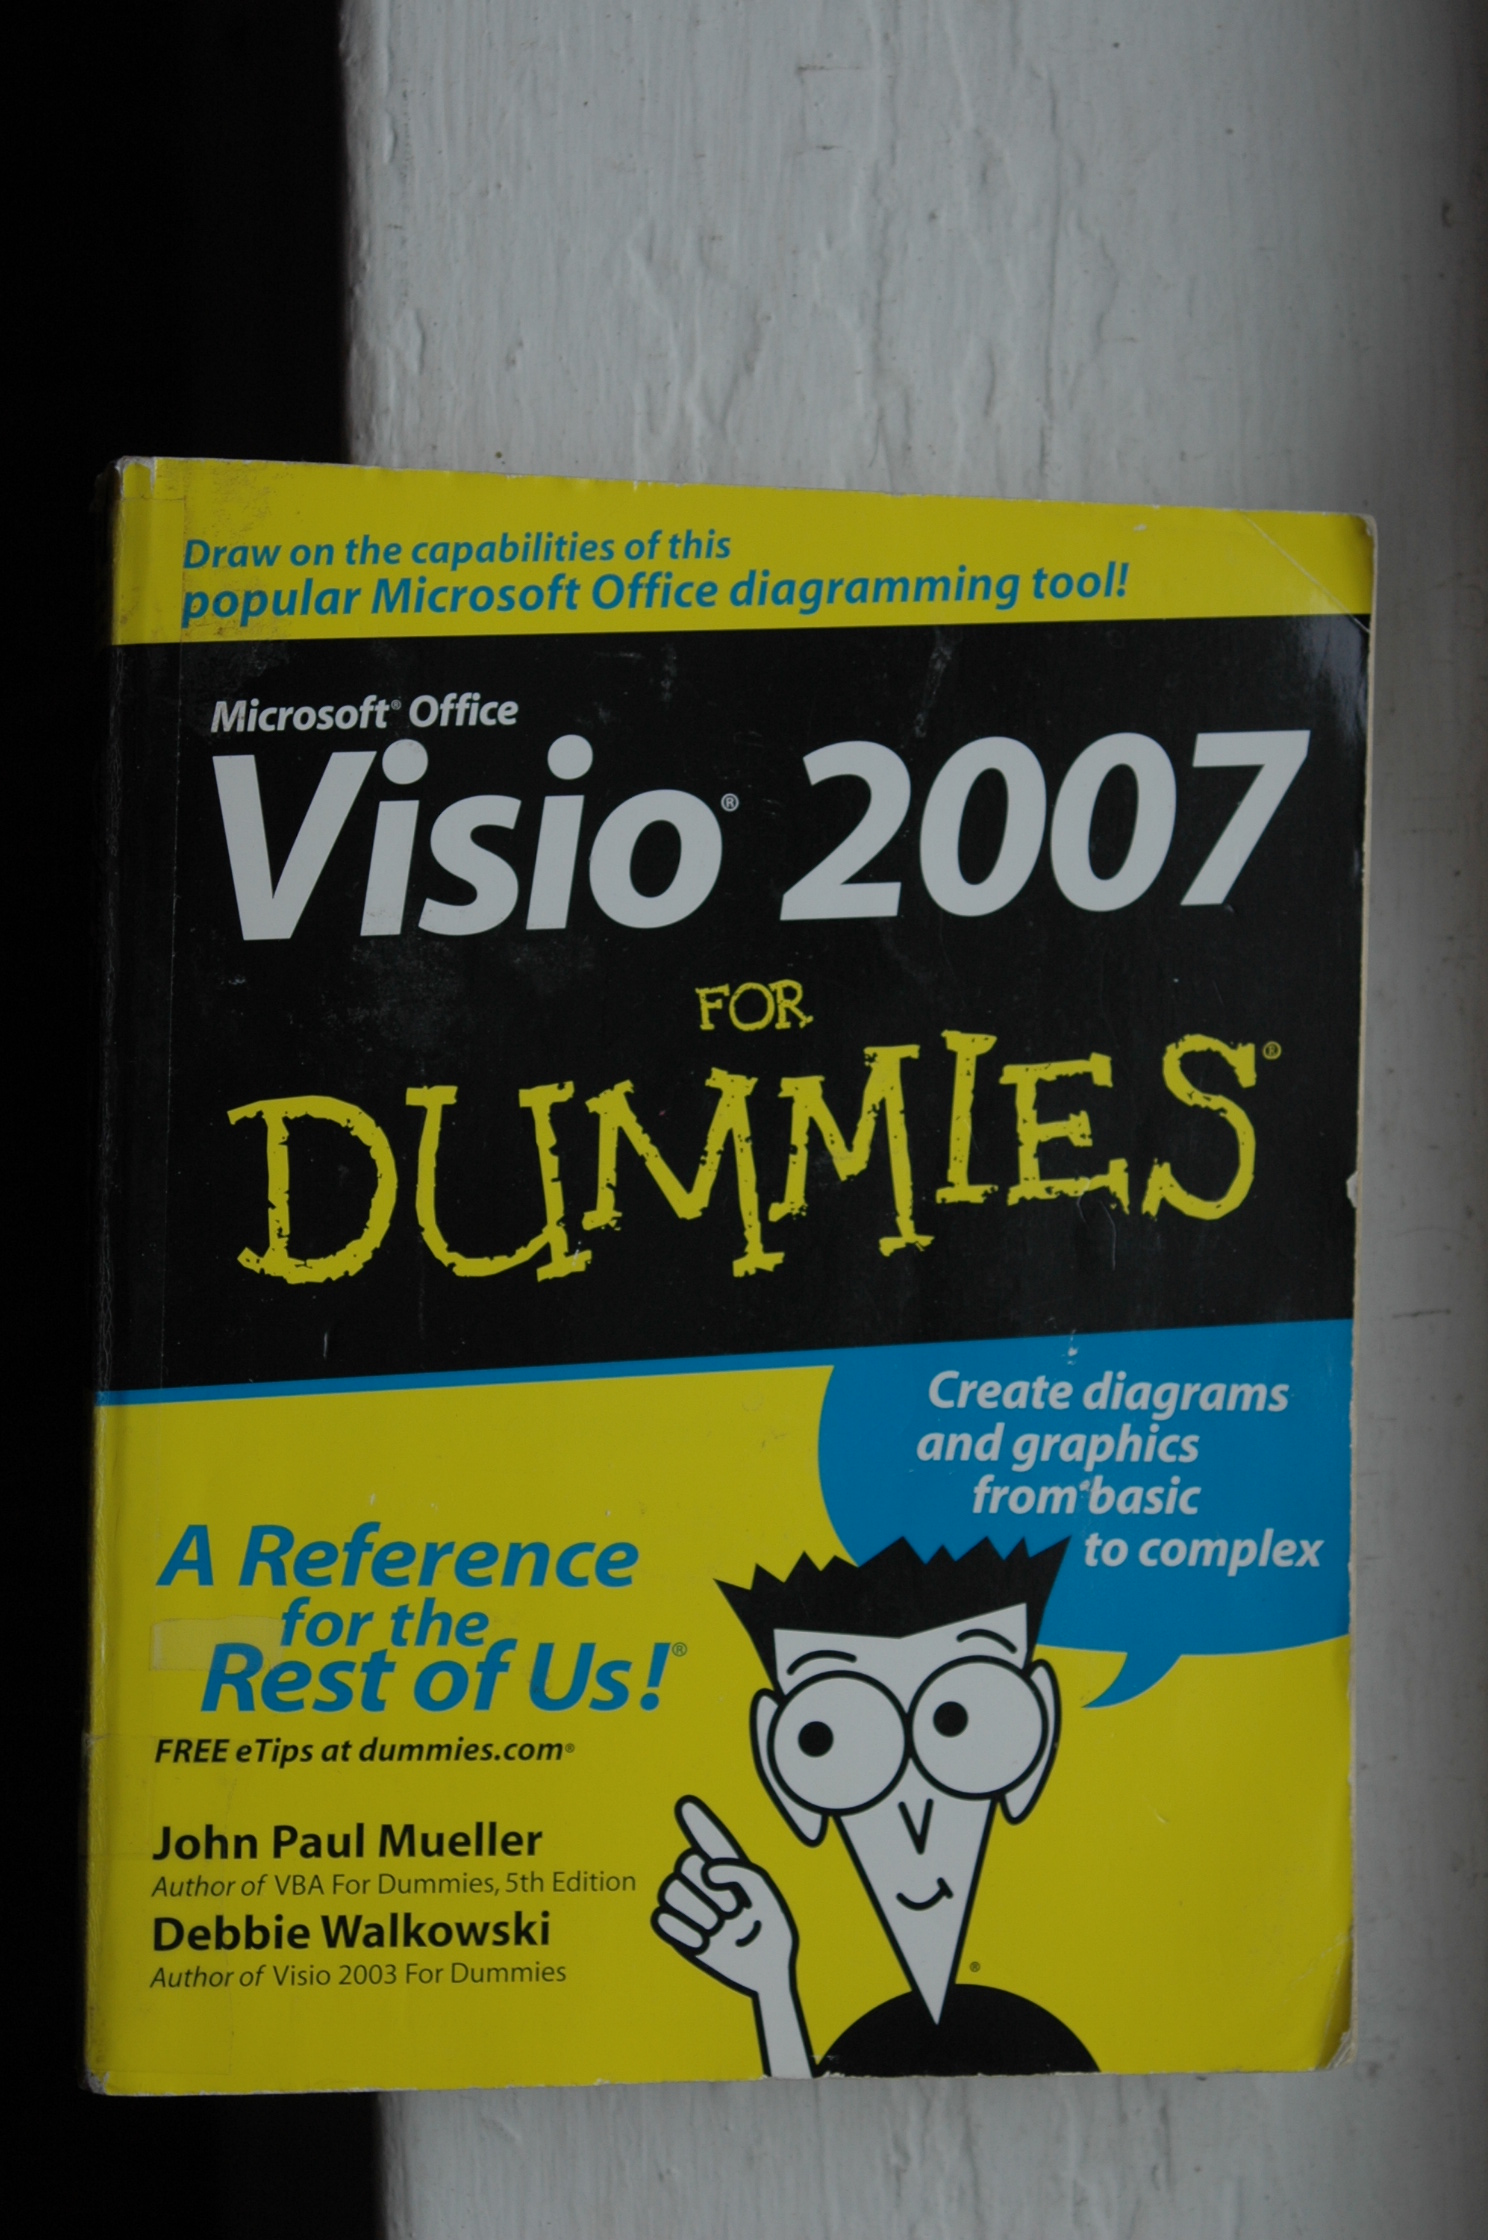 Draw on the capabilities of this
popular Microsoft Office diagramming tool!
Microsoft® Office
Visio® 2007
FOR
DUMMIES®
Create diagrams
and graphics
from basic
to complex
A Reference
for the
Rest of Us!®
FREE eTips at dummies.com®
John Paul Mueller
Author of VBA For Dummies, 5th Edition
Debbie Walkowski
Author of Visio 2003 For Dummies
®